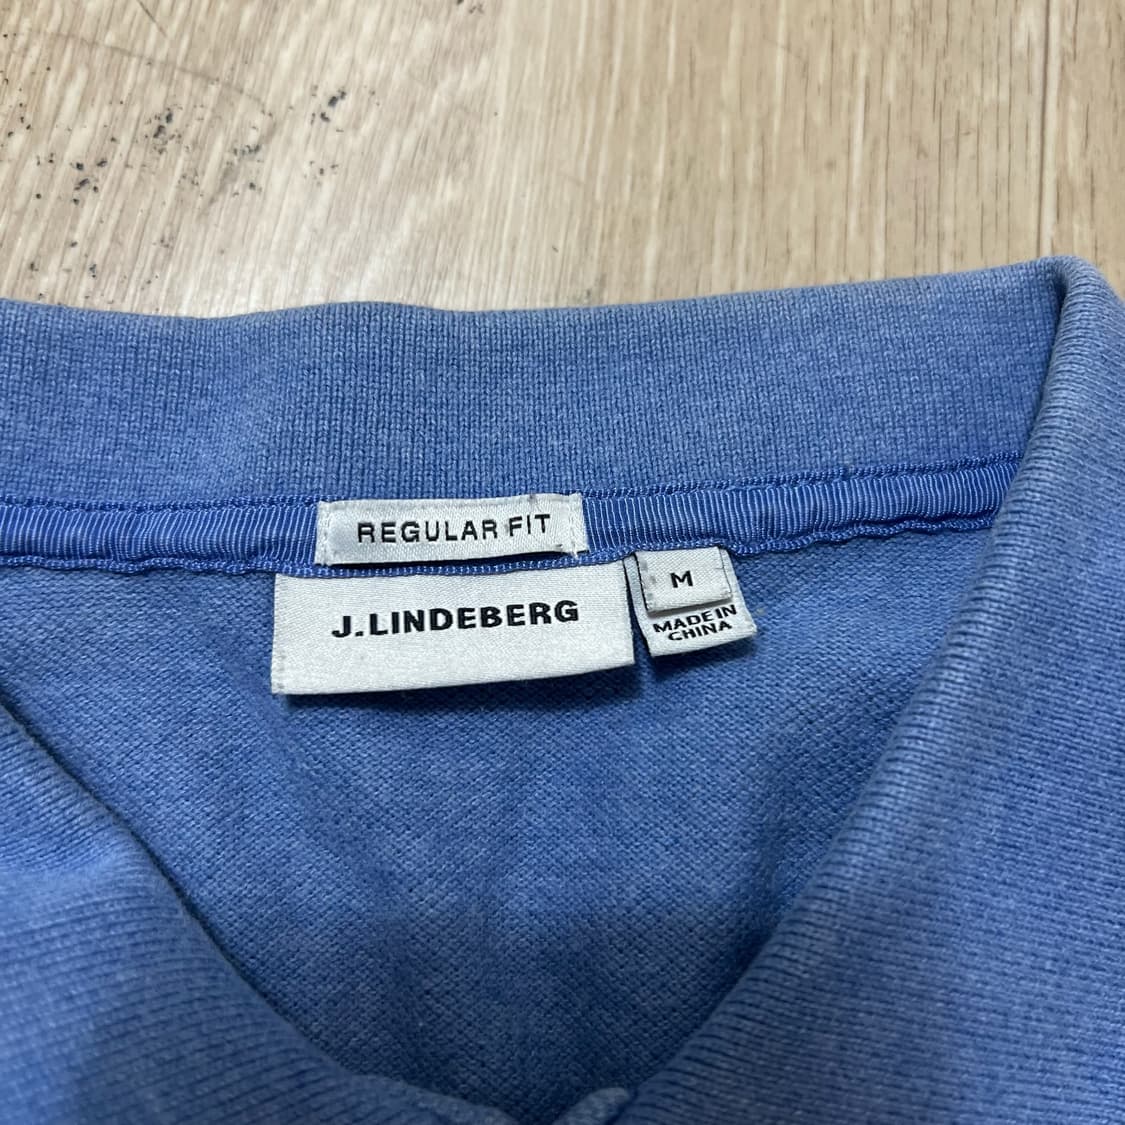 REGULAR FIT
J.LINDEBERG
M
MADE IN
CHINA